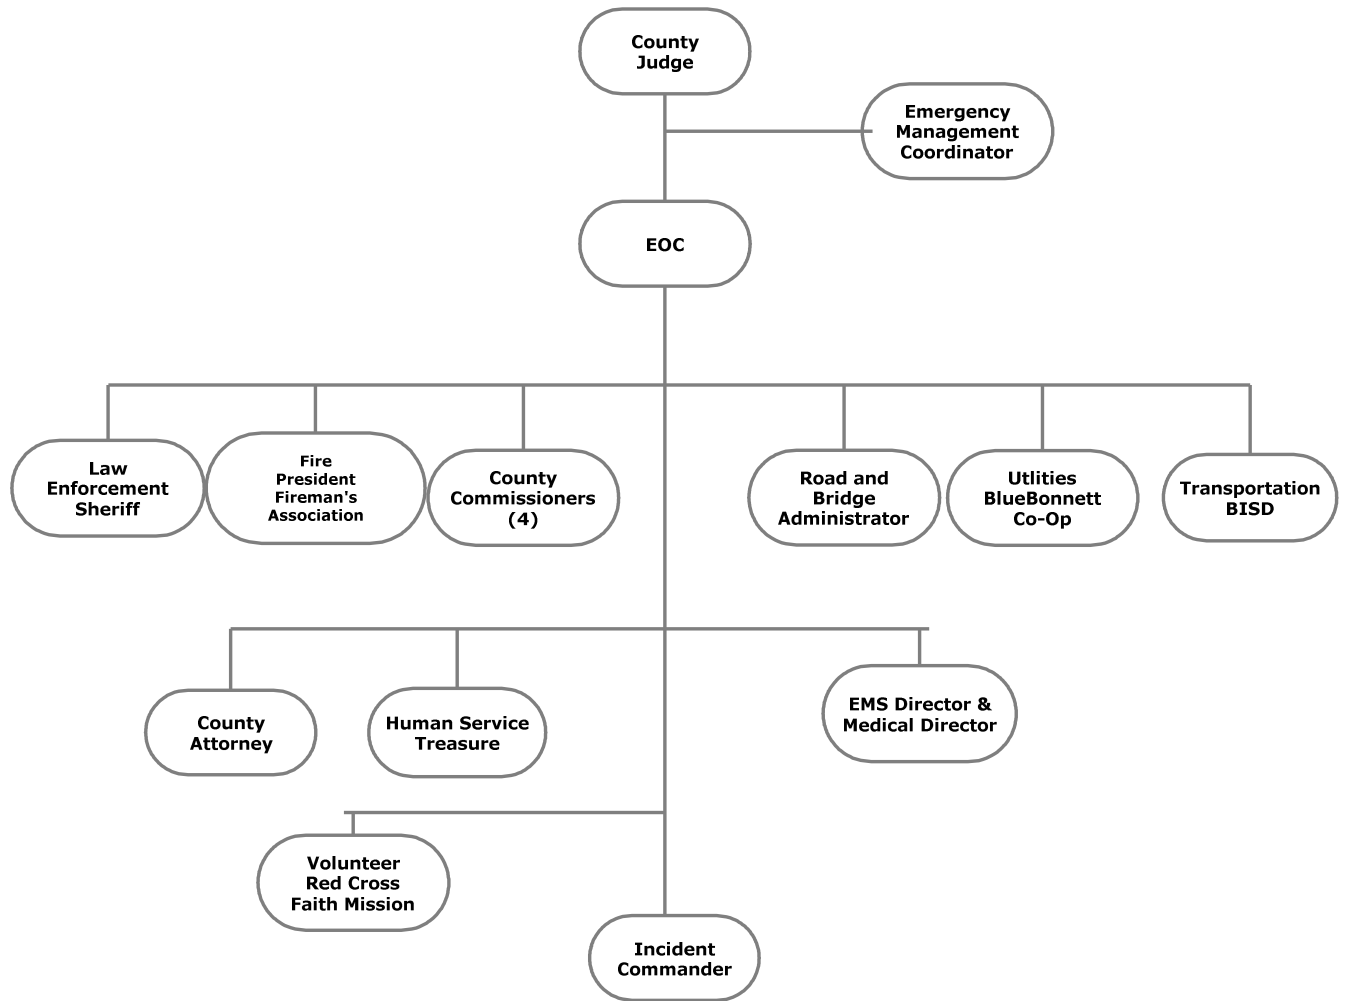 County
Judge
Emergency
Management
Coordinator
EOC
Law
Enforcement
Sheriff
Fire
President
Fireman's
Association
County
Commissioners
(4)
Road and
Bridge
Administrator
Utlities
BlueBonnett
Co-Op
Transportation
BISD
County
Attorney
Human Service
Treasure
EMS Director &
Medical Director
Volunteer
Red Cross
Faith Mission
Incident
Commander